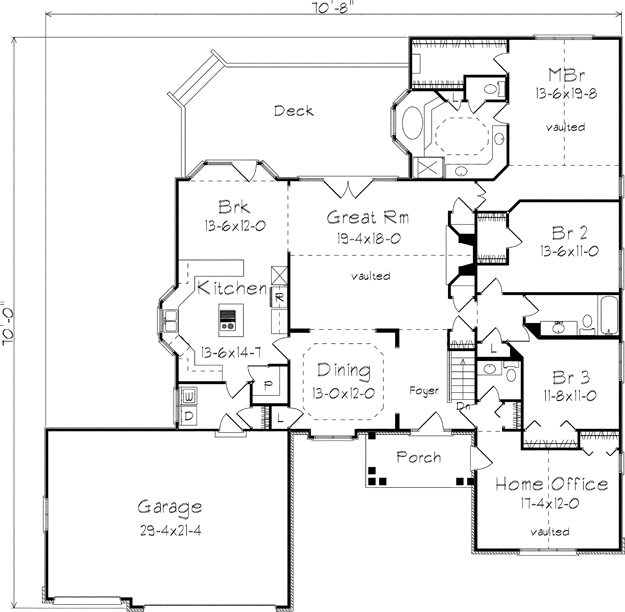 70'-8"
MBr
13-6x19-8
vaulted
Deck
L
Brk
13-6x12-0
Great Rm
19-4x18-0
vaulted
Br 2
13-6x11-0
70'-0"
Kitchen
R
13-6x14-7
L
Dining
13-0x12-0
Foyer
Dn
Br 3
11-8x11-0
P
W
D
L
Porch
Home Office
17-4x12-0
vaulted
Garage
29-4x21-4